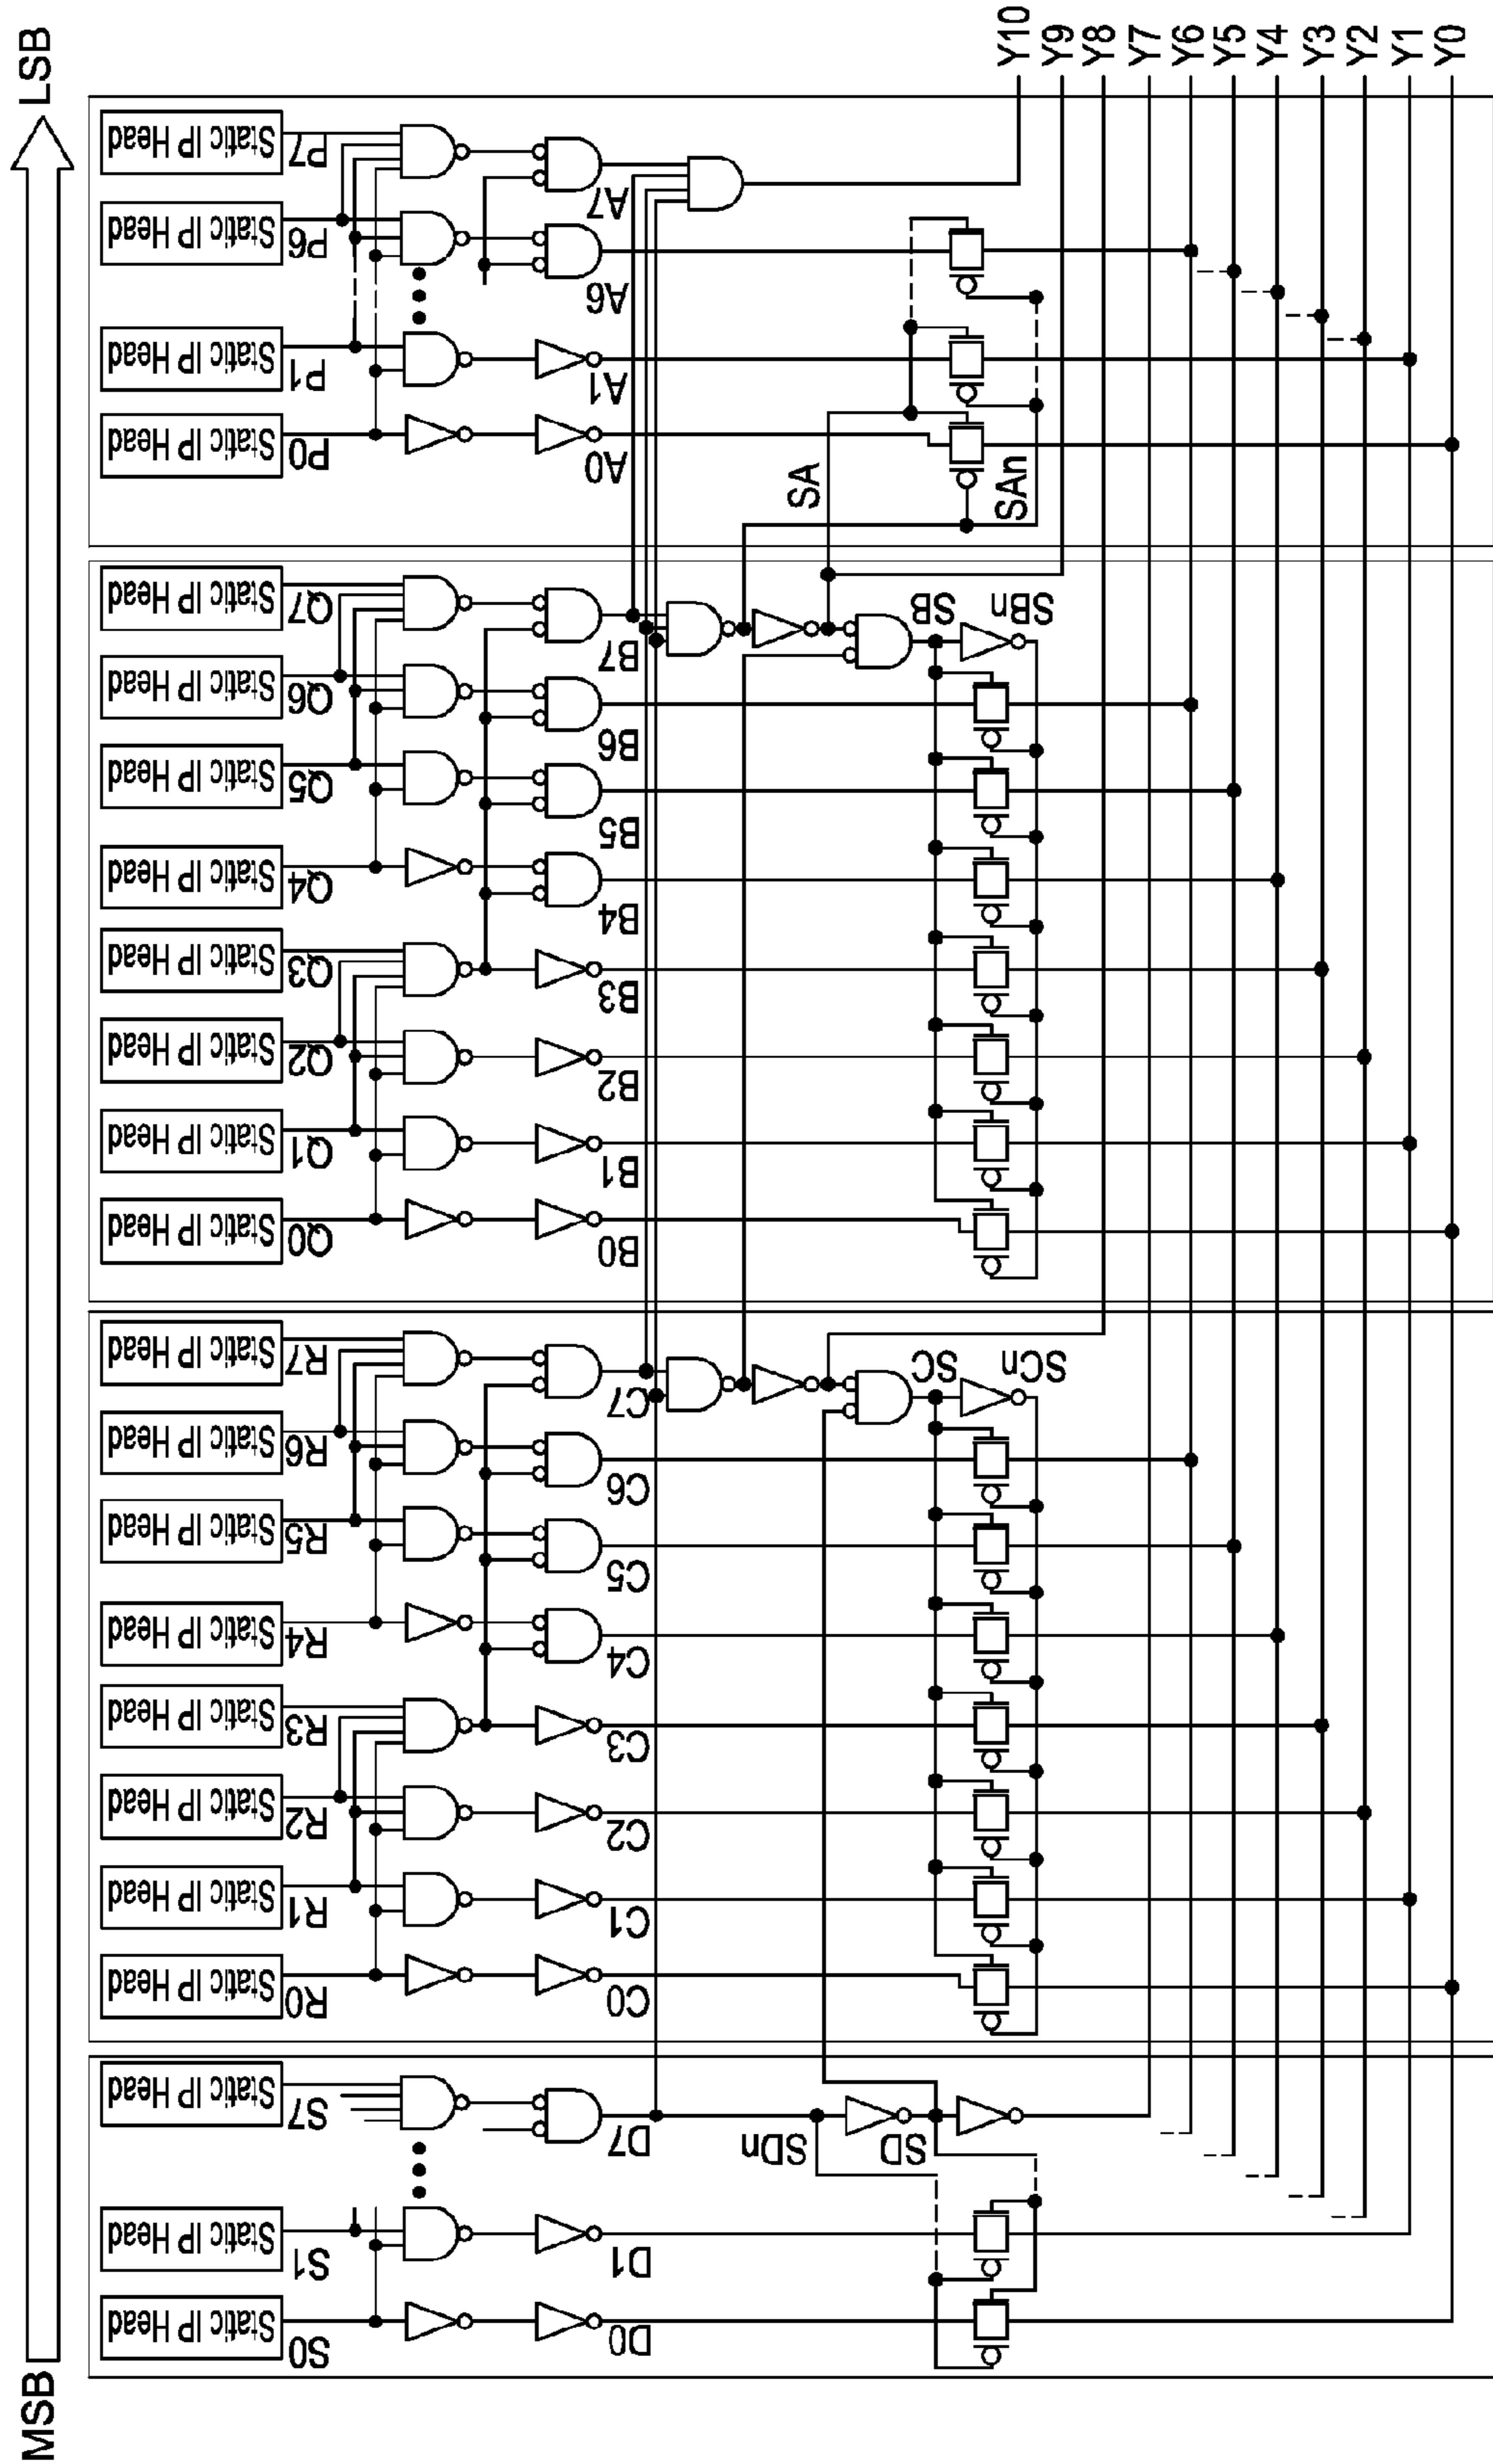 MSB
LSB
Static IP Head
P7
Static IP Head
P6
Static IP Head
P1
Static IP Head
P0
A7
A6
A1
A0
SA
SAn
Static IP Head
Q7
Static IP Head
Q6
Static IP Head
Q5
Static IP Head
Q4
Static IP Head
Q3
Static IP Head
Q2
Static IP Head
Q1
Static IP Head
Q0
B7
B6
B5
B4
B3
B2
B1
B0
SB
SBn
Static IP Head
R7
Static IP Head
R6
Static IP Head
R5
Static IP Head
R4
Static IP Head
R3
Static IP Head
R2
Static IP Head
R1
Static IP Head
R0
C7
C6
C5
C4
C3
C2
C1
C0
SC
SCn
Static IP Head
S7
Static IP Head
S1
Static IP Head
S0
D7
D1
D0
SDn
SD
Y10
Y9
Y8
Y7
Y6
Y5
Y4
Y3
Y2
Y1
Y0